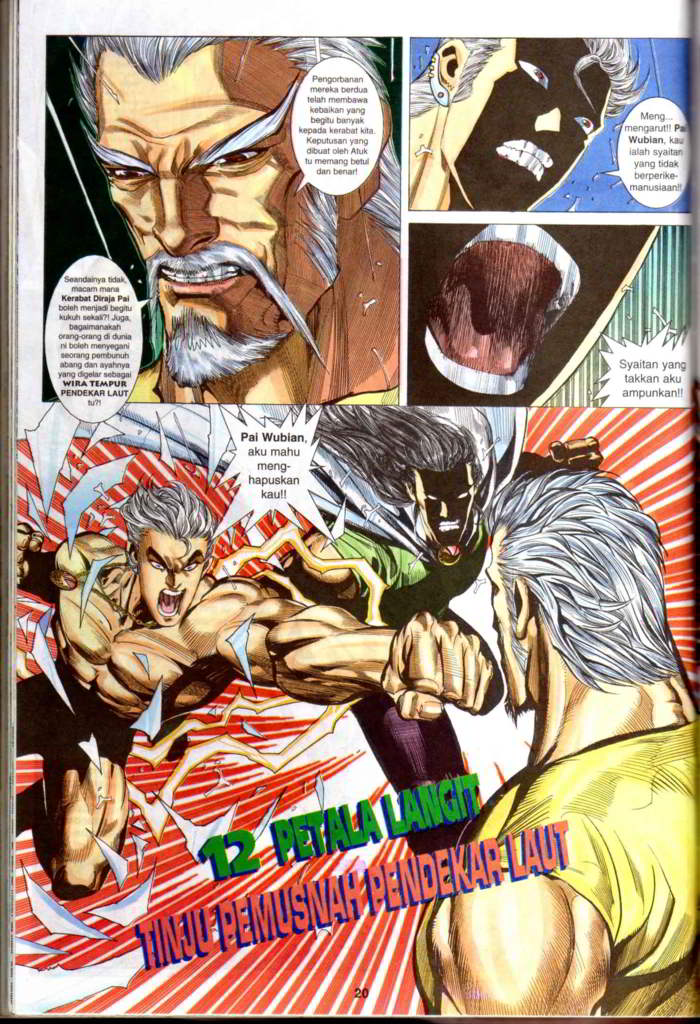 Pengorbanan
mereka berdua
telah membawa
kebaikan yang
begitu banyak
kepada kerabat kita.
Keputusan yang
dibuat oleh Atuk
tu memang betul
dan benar!
Seandainya tidak,
macam mana
Kerabat Diraja Pai
boleh menjadi begitu
kukuh sekali?! Juga,
bagaimanakah
orang-orang di dunia
ni boleh menyegani
seorang pembunuh
abang dan ayahnya
yang digelar sebagai
WIRA TEMPUR
PENDEKAR LAUT
tu?!
Meng...
mengarut!! Pai
Wubian, kau
ialah syaitan
yang tidak
berperike-
manusiaan!!
Syaitan yang
takkan aku
ampunkan!!
Pai Wubian,
aku mahu
meng-
hapuskan
kau!!
12 PETALA LANGIT
TINJU PEMUSNAH PENDEKAR LAUT
20